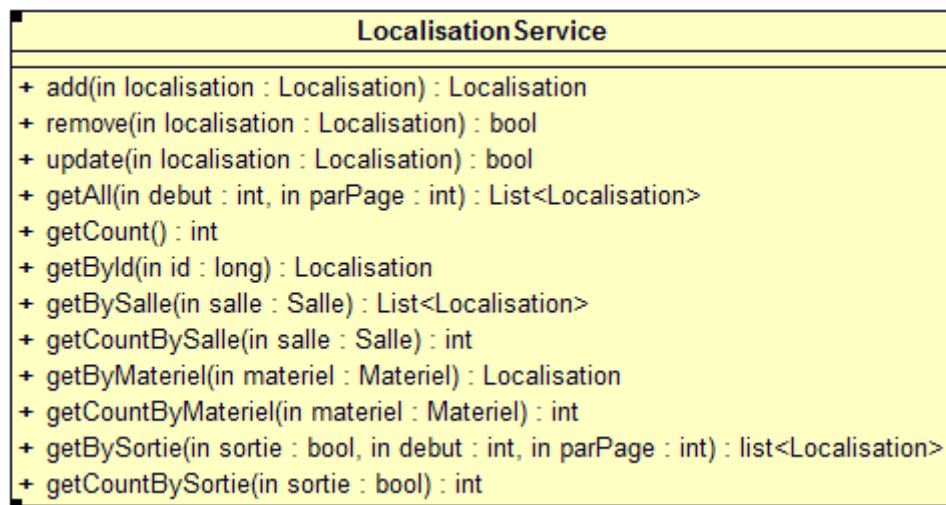 LocalisationService
+ add(in localisation : Localisation) : Localisation
+ remove(in localisation : Localisation) : bool
+ update(in localisation : Localisation) : bool
+ getAll(in debut : int, in parPage : int) : List<Localisation>
+ getCount() : int
+ getById(in id : long) : Localisation
+ getBySalle(in salle : Salle) : List<Localisation>
+ getCountBySalle(in salle : Salle) : int
+ getByMateriel(in materiel : Materiel) : Localisation
+ getCountByMateriel(in materiel : Materiel) : int
+ getBySortie(in sortie : bool, in debut : int, in parPage : int) : list<Localisation>
+ getCountBySortie(in sortie : bool) : int